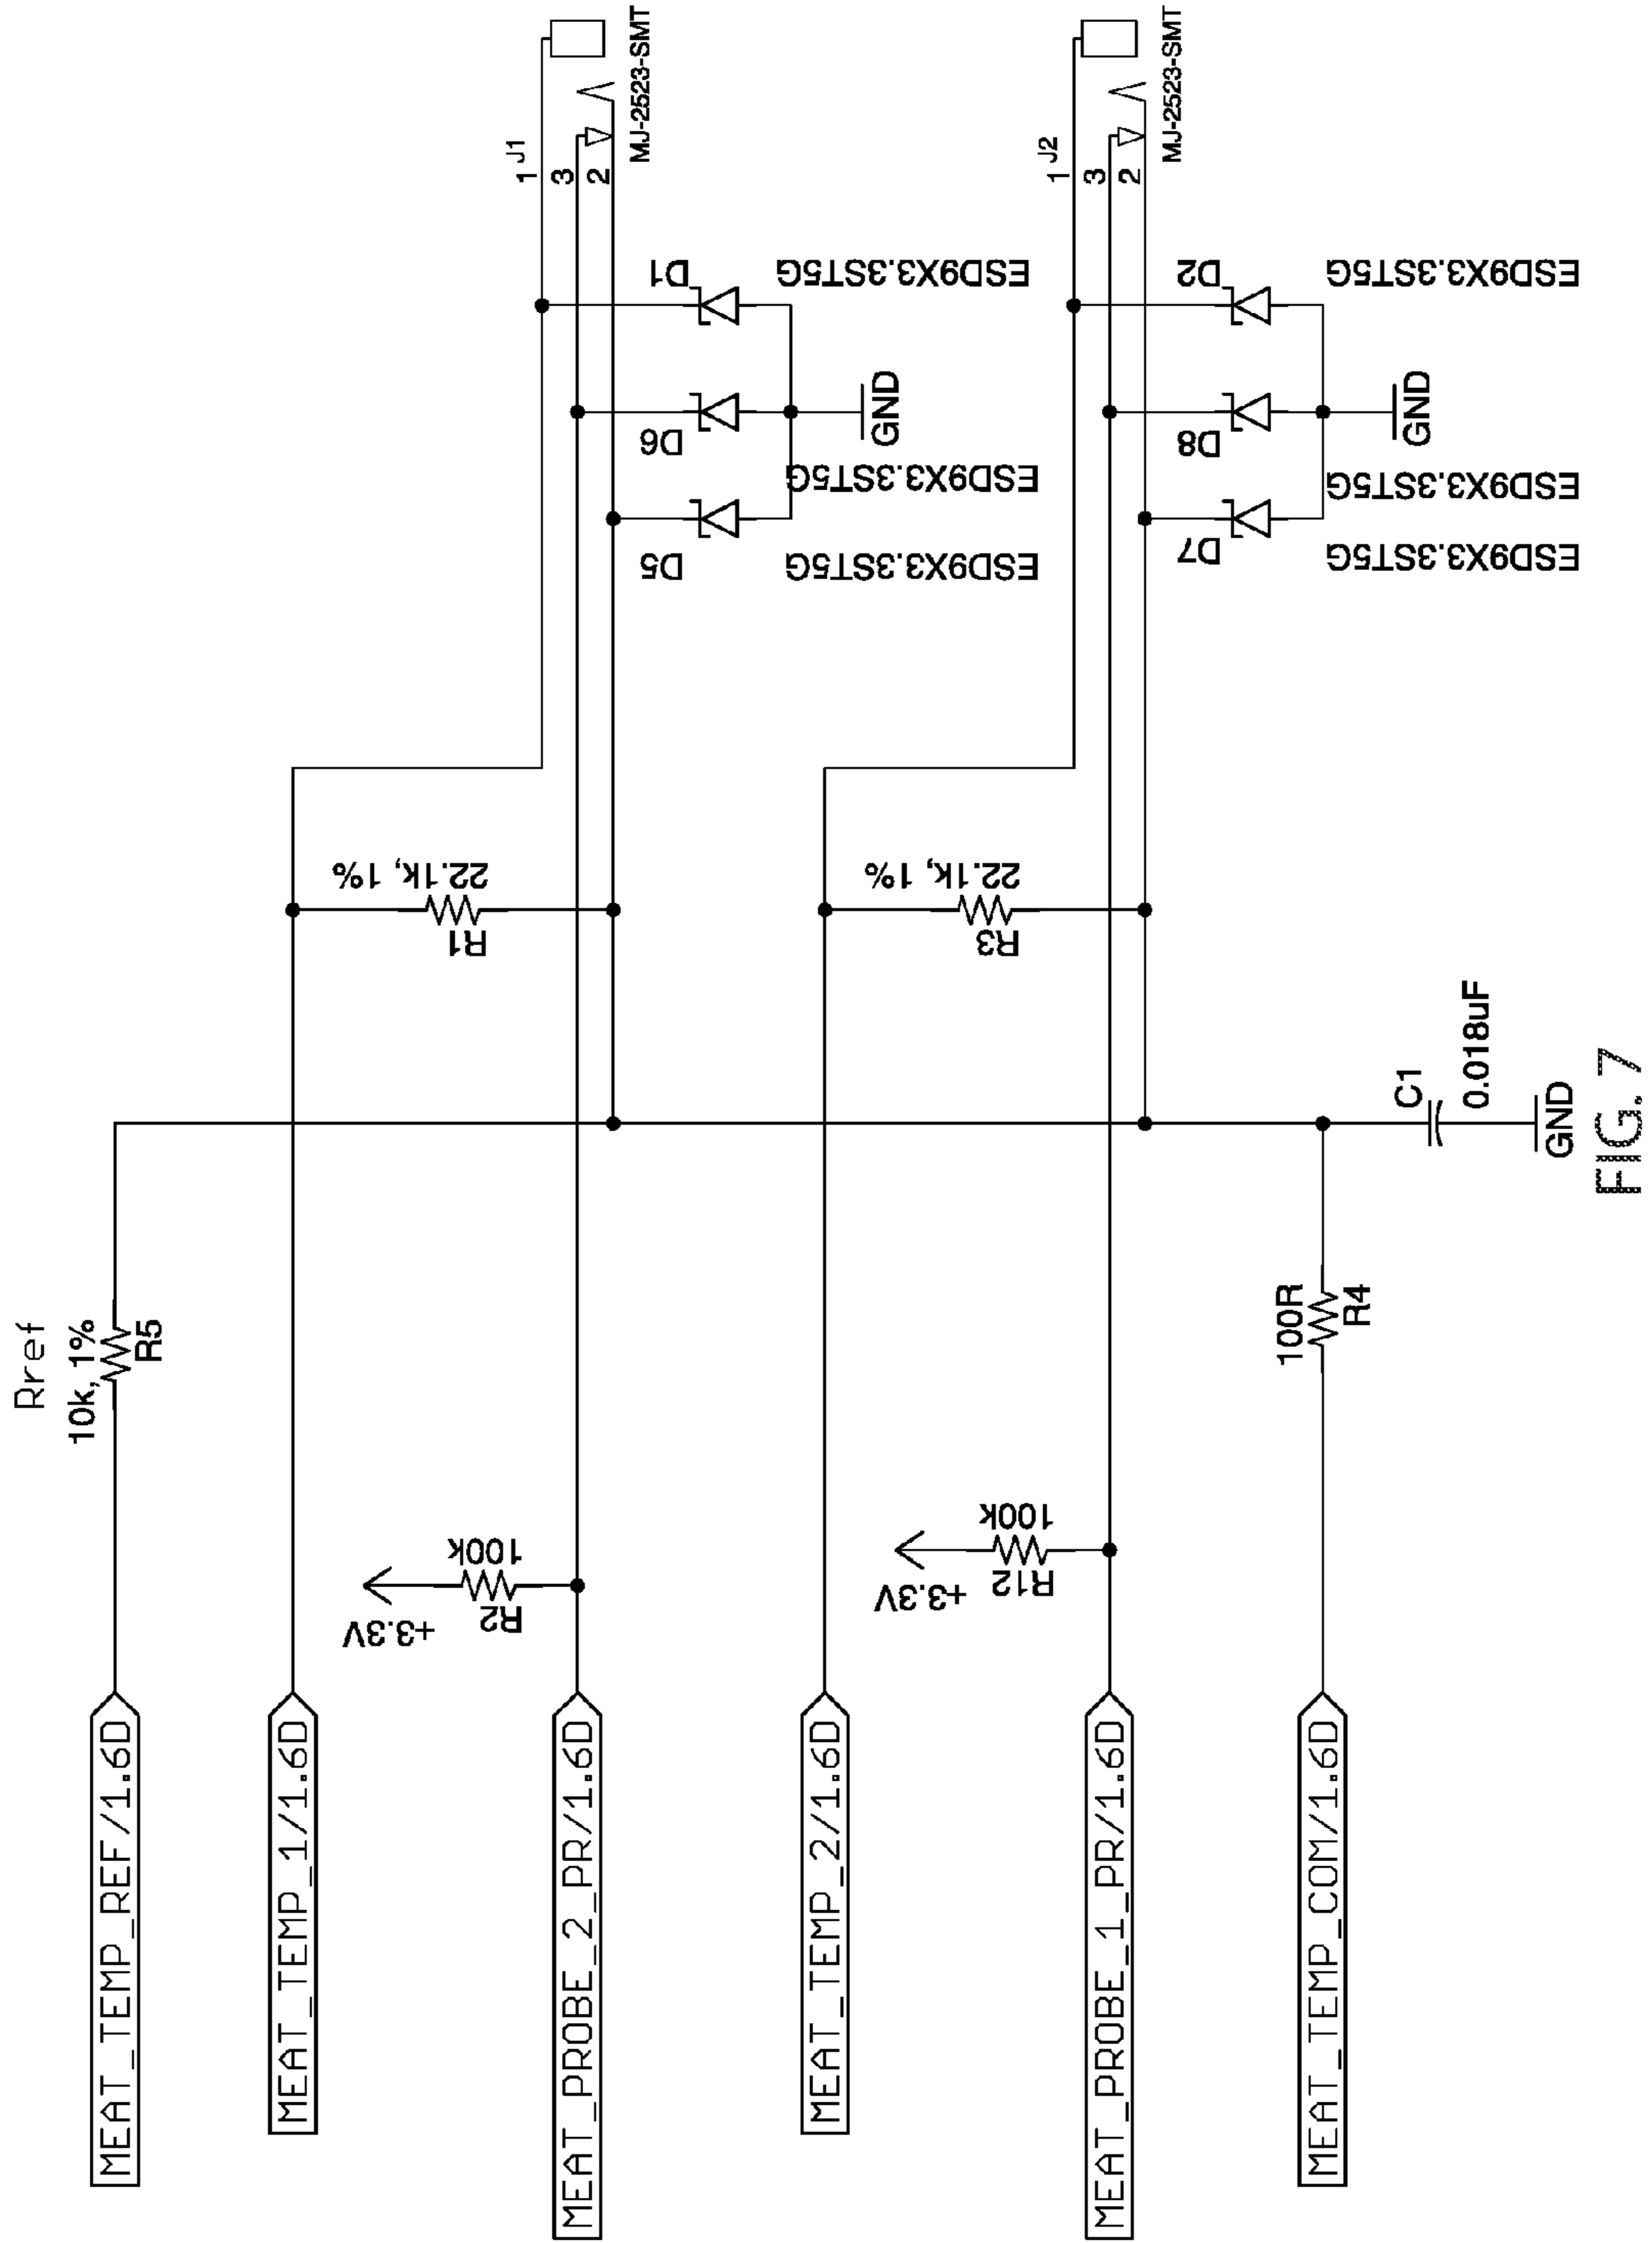 Rref
10k, 1%
R5
MEAT_TEMP_REF/1.6D
MEAT_TEMP_1/1.6D
22.1k, 1%
R1
J1
1
3
2
MJ-2523-SMT
+3.3V
100k
R2
MEAT_PROBE_2_PR/1.6D
D5
D6
D1
ESD9X3.3ST5G
ESD9X3.3ST5G
ESD9X3.3ST5G
GND
MEAT_TEMP_2/1.6D
22.1k, 1%
R3
J2
1
3
2
MJ-2523-SMT
+3.3V
100k
R12
MEAT_PROBE_1_PR/1.6D
D7
D8
D2
ESD9X3.3ST5G
ESD9X3.3ST5G
ESD9X3.3ST5G
GND
MEAT_TEMP_COM/1.6D
100R
R4
C1
0.018uF
GND
FIG. 7